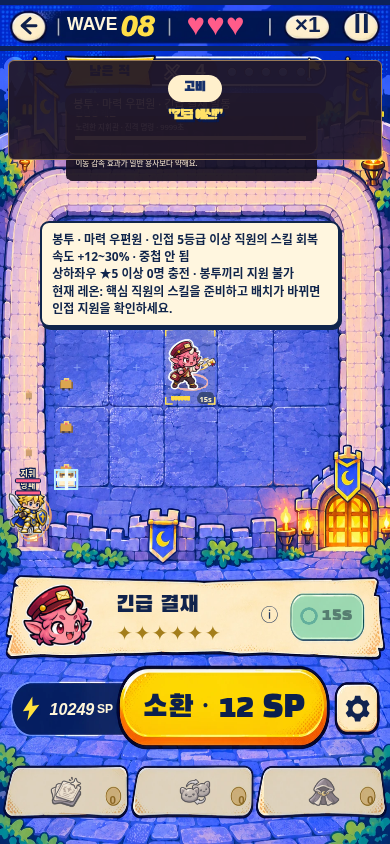 WAVE 08
×1
고비
"긴급 예산"
이동 감속 효과가 일반 용사보다 약해요.
봉투 · 마력 우편원 · 인접 5등급 이상 직원의 스킬 회복
속도 +12~30% · 중첩 안 됨
상하좌우 ★5 이상 0명 충전 · 봉투끼리 지원 불가
현재 레온: 핵심 직원의 스킬을 준비하고 배치가 바뀌면
인접 지원을 확인하세요.
15s
긴급 결재
15S
10249 SP
소환 · 12 SP
0
0
0